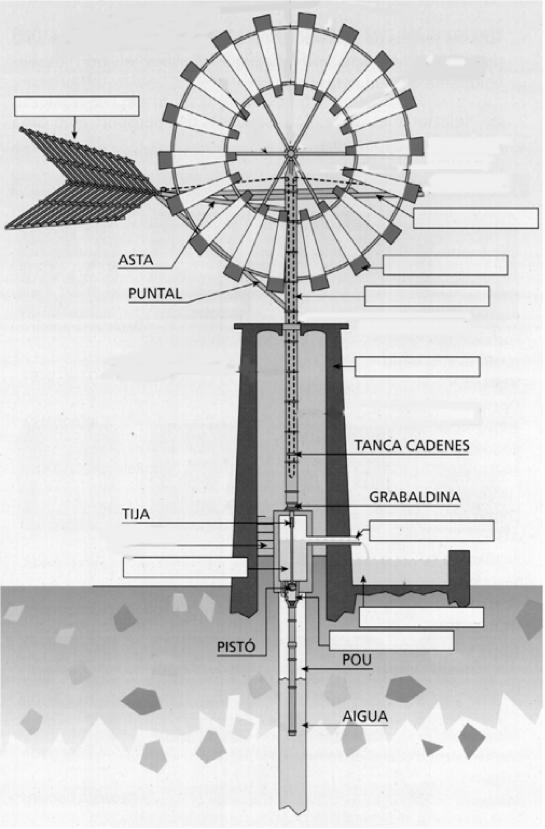 ASTA
PUNTAL
TANCA CADENES
GRABALDINA
TIJA
PISTÓ
POU
AIGUA